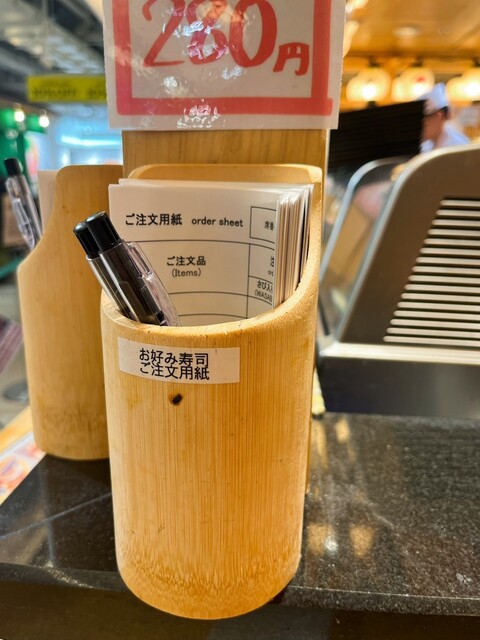 280円
ご注文用紙 order sheet
ご注文品
(Items)
お好み寿司
ご注文用紙